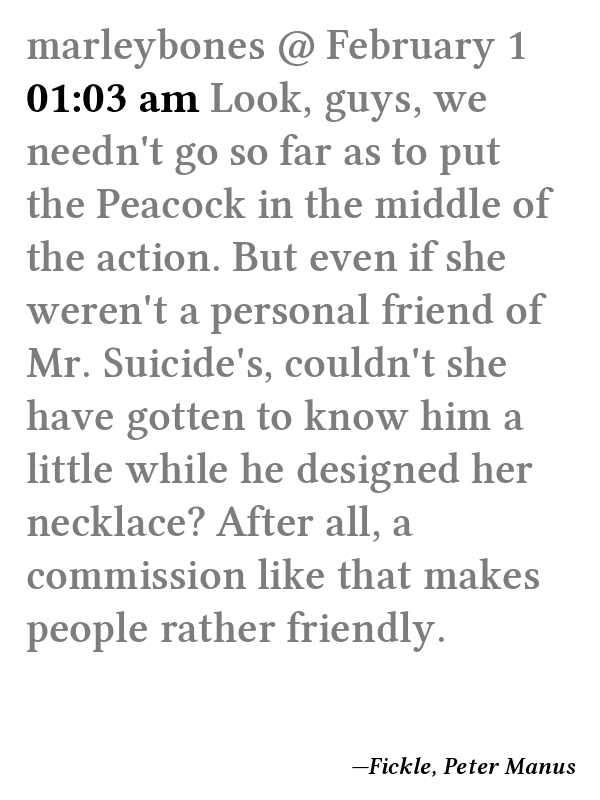 marleybones @ February 1
01:03 am Look, guys, we
needn't go so far as to put
the Peacock in the middle of
the action. But even if she
weren't a personal friend of
Mr. Suicide's, couldn't she
have gotten to know him a
little while he designed her
necklace? After all, a
commission like that makes
people rather friendly.
—Fickle, Peter Manus